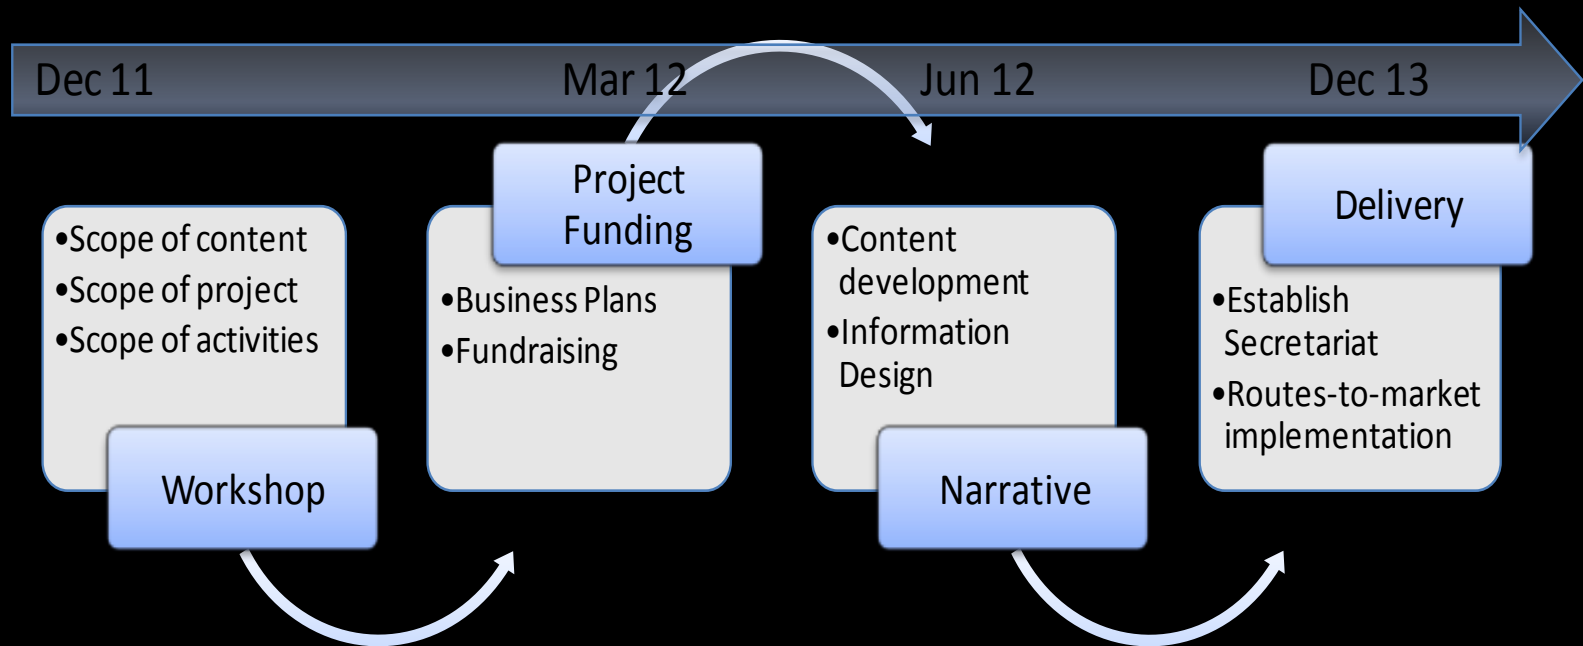 Dec 11
Mar 12
Jun 12
Dec 13
•Scope of content
•Scope of project
•Scope of activities
Workshop
Project
Funding
•Business Plans
•Fundraising
•Content
development
•Information
Design
Narrative
Delivery
•Establish
Secretariat
•Routes-to-market
implementation